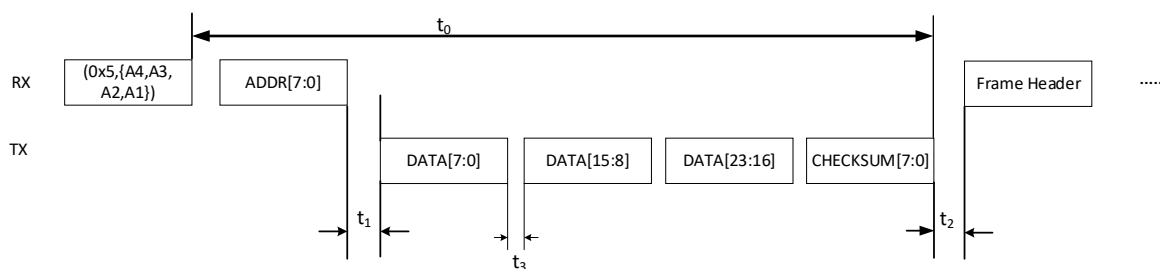 t0
RX
(0x5,{A4,A3,
A2,A1})
ADDR[7:0]
Frame Header
.....
TX
DATA[7:0]
DATA[15:8]
DATA[23:16]
CHECKSUM[7:0]
t1
t2
t3